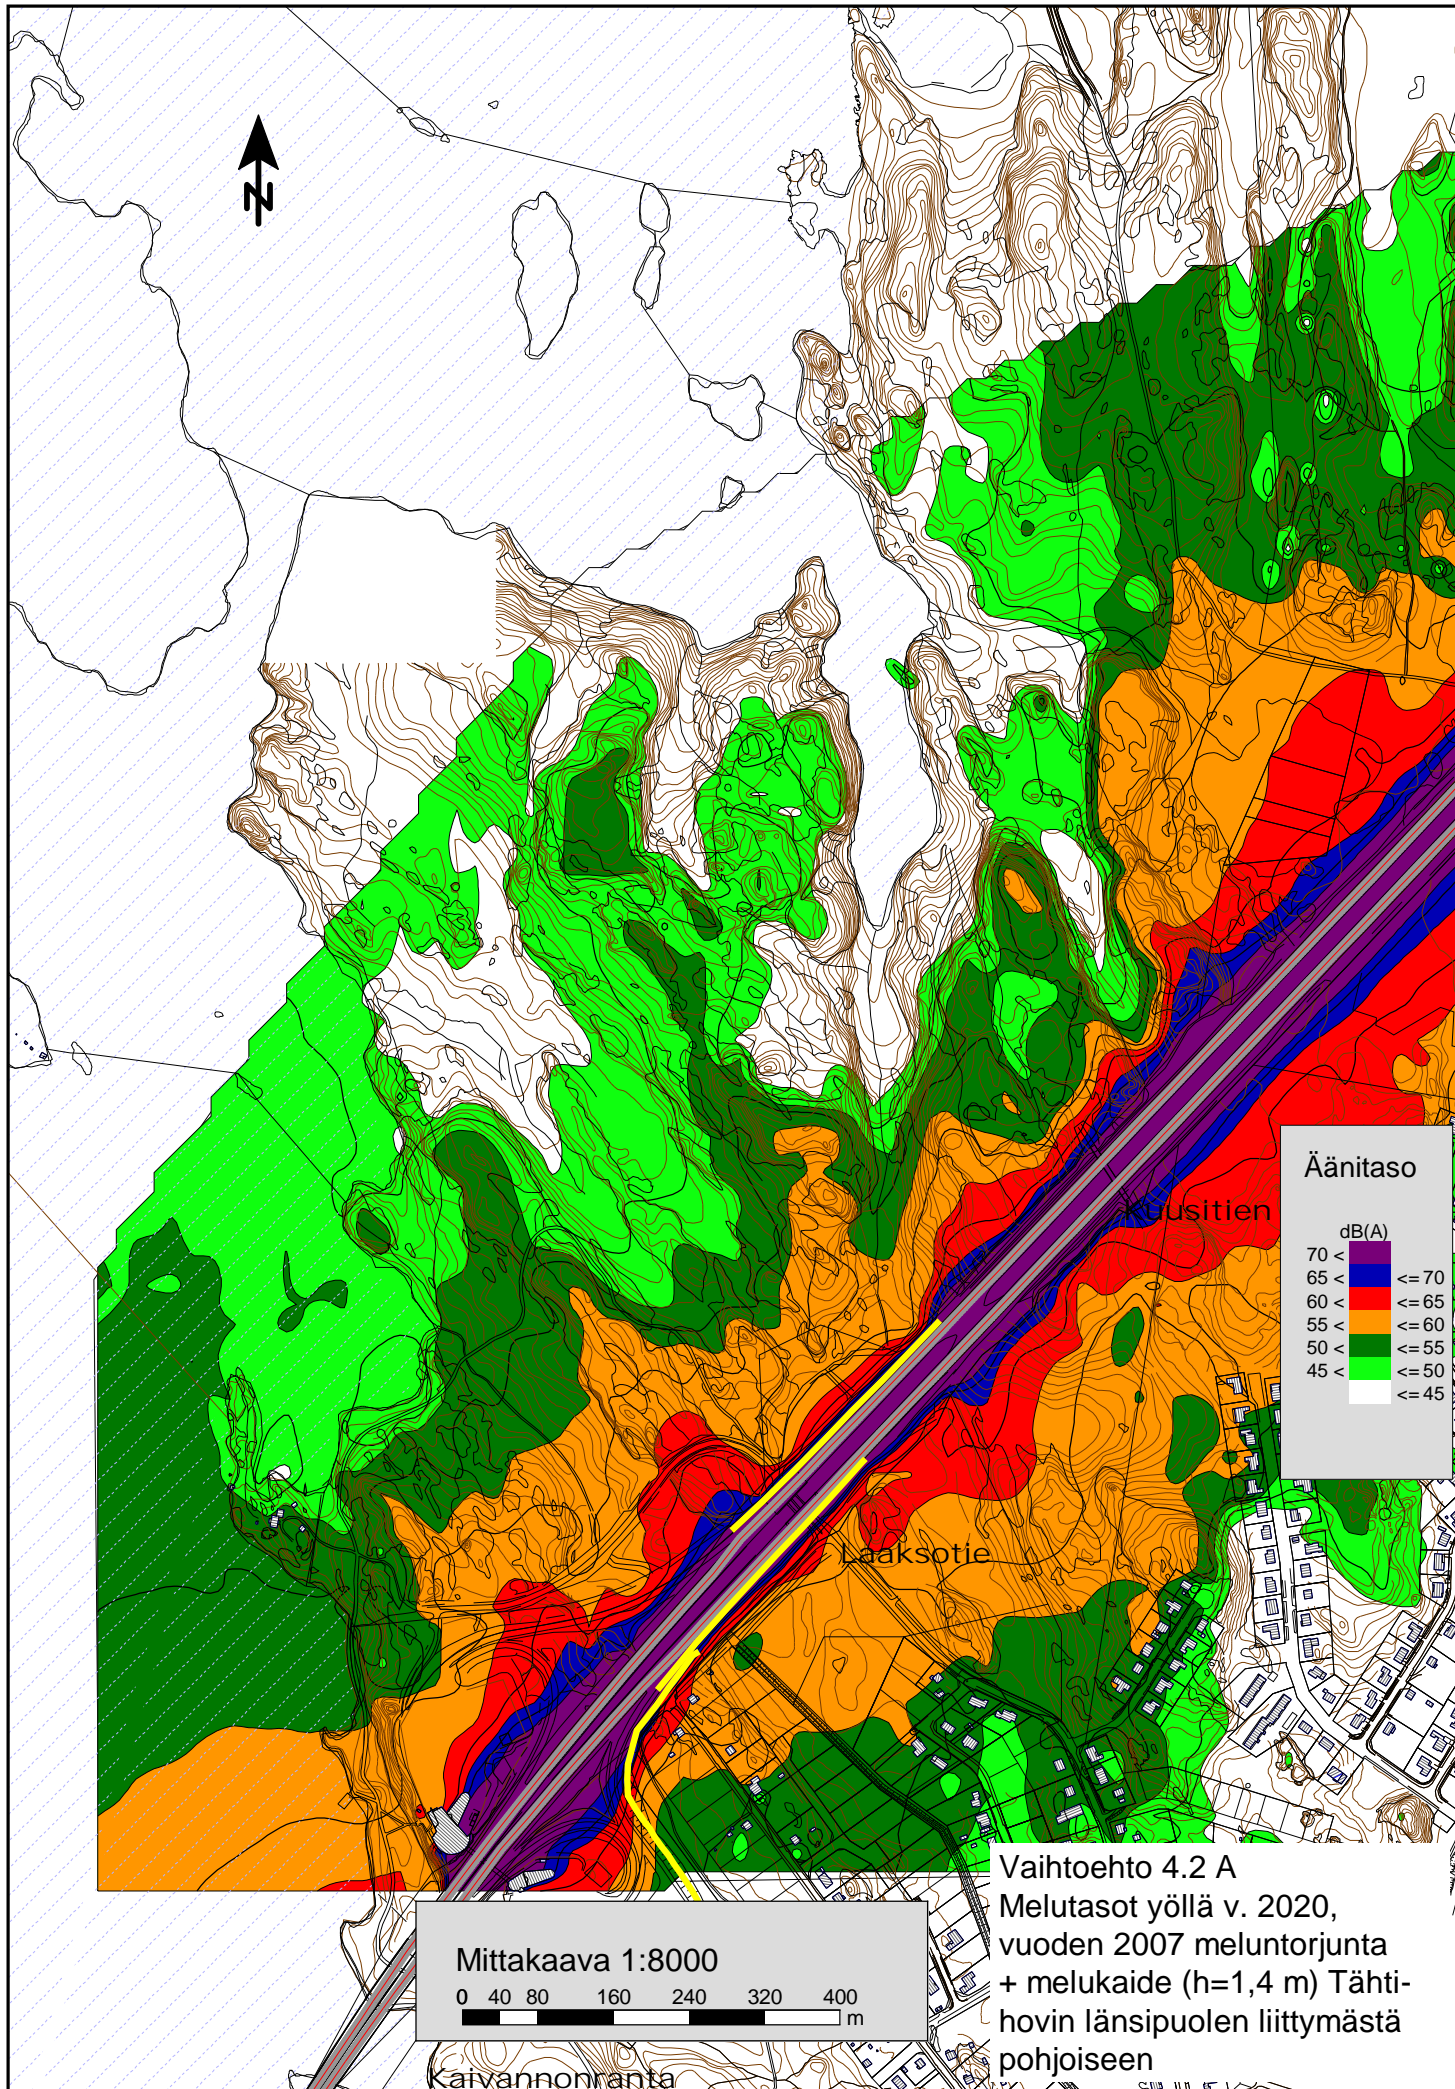 N
Kuusitien
Äänitaso
dB(A)
70 <
65 < <= 70
60 < <= 65
55 < <= 60
50 < <= 55
45 < <= 50
<= 45
Laaksotie
Vaihtoehto 4.2 A
Melutasot yöllä v. 2020,
vuoden 2007 meluntorjunta
+ melukaide (h=1,4 m) Tähti-
hovin länsipuolen liittymästä
pohjoiseen
Mittakaava 1:8000
0 40 80 160 240 320 400
m
Kaivannonranta